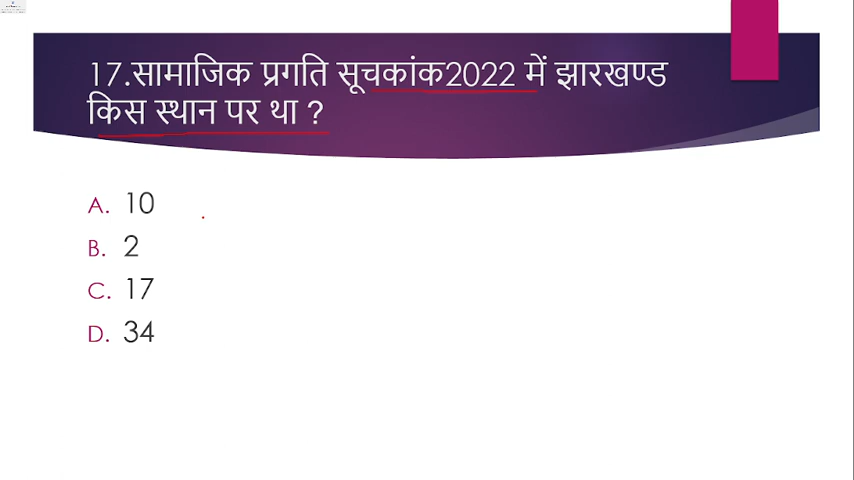 17.सामाजिक प्रगति सूचकांक2022 में झारखण्ड
किस स्थान पर था ?
A. 10
B. 2
C. 17
D. 34